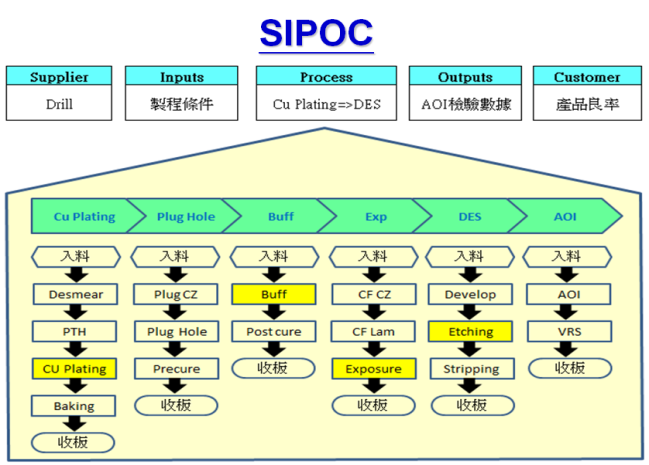 SIPOC
Supplier
Drill
Inputs
製程條件
Process
Cu Plating=>DES
Outputs
AOI檢驗數據
Customer
產品良率
Cu Plating
Plug Hole
Buff
Exp
DES
AOI
入料
Desmear
PTH
CU Plating
Baking
收板
入料
Plug CZ
Plug Hole
Precure
收板
入料
Buff
Post cure
收板
入料
CF CZ
CF Lam
Exposure
收板
入料
Develop
Etching
Stripping
收板
入料
AOI
VRS
收板